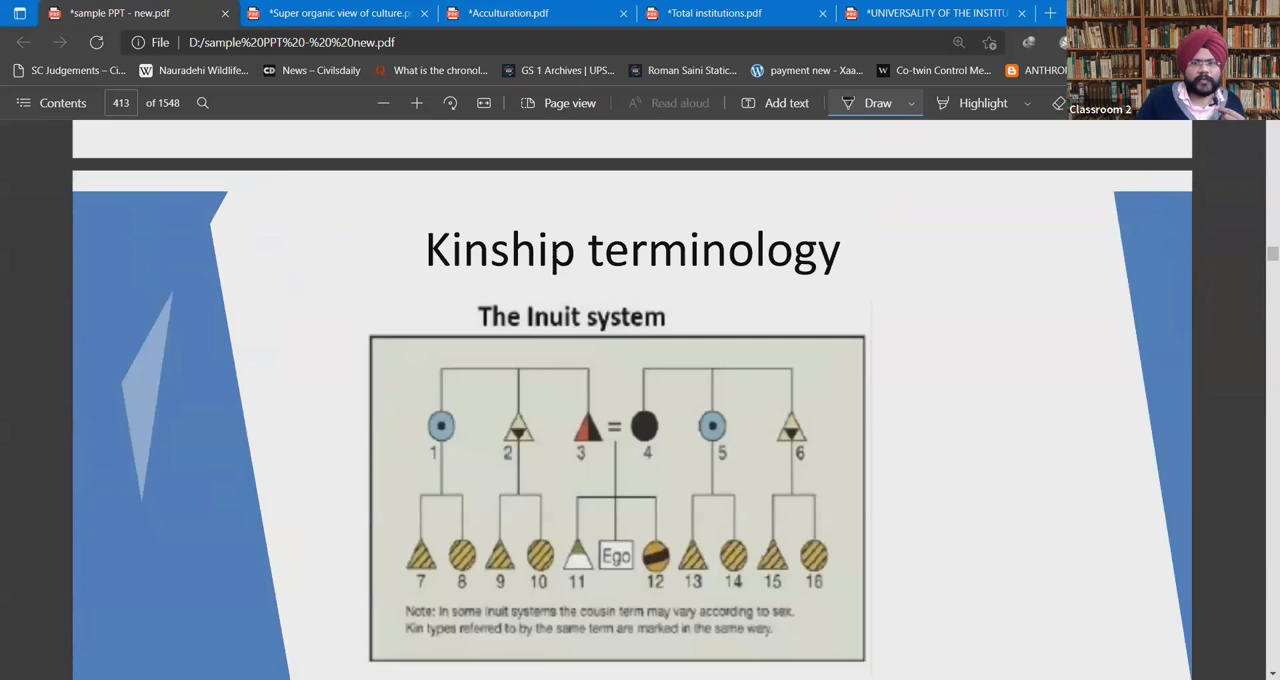 *sample PPT - new.pdf
*Super organic view of culture.p
*Acculturation.pdf
*Total institutions.pdf
*UNIVERSALITY OF THE INSTITU
File D:/sample%20PPT%20-%20%20new.pdf
SC Judgements – Ci...
Nauradehi Wildlife...
CD News – Civilsdaily
What is the chronol...
GS 1 Archives | UPS...
Roman Saini Static...
payment new - Xaa...
Co-twin Control Me...
ANTHRO
Classroom 2
Contents 413 of 1548
Page view
Read aloud
Add text
Draw
Highlight
Kinship terminology
The Inuit system
=
1 2 3 4 5 6
Ego
7 8 9 10 11 12 13 14 15 16
Note: In some Inuit systems the cousin term may vary according to sex.
Kin types referred to by the same term are marked in the same way.